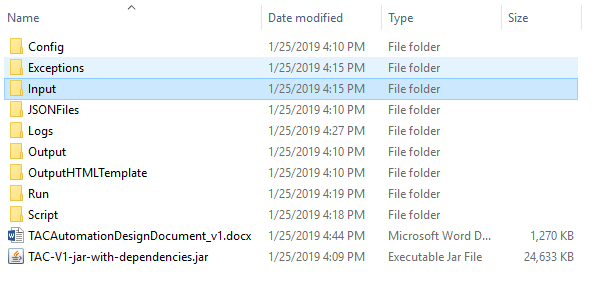 Name Date modified Type Size
Config 1/25/2019 4:10 PM File folder
Exceptions 1/25/2019 4:15 PM File folder
Input 1/25/2019 4:15 PM File folder
JSONFiles 1/25/2019 4:10 PM File folder
Logs 1/25/2019 4:27 PM File folder
Output 1/25/2019 4:10 PM File folder
OutputHTMLTemplate 1/25/2019 4:10 PM File folder
Run 1/25/2019 4:19 PM File folder
Script 1/25/2019 4:18 PM File folder
TACAutomationDesignDocument_v1.docx 1/25/2019 4:44 PM Microsoft Word D... 1,270 KB
TAC-V1-jar-with-dependencies.jar 1/25/2019 4:09 PM Executable Jar File 24,633 KB